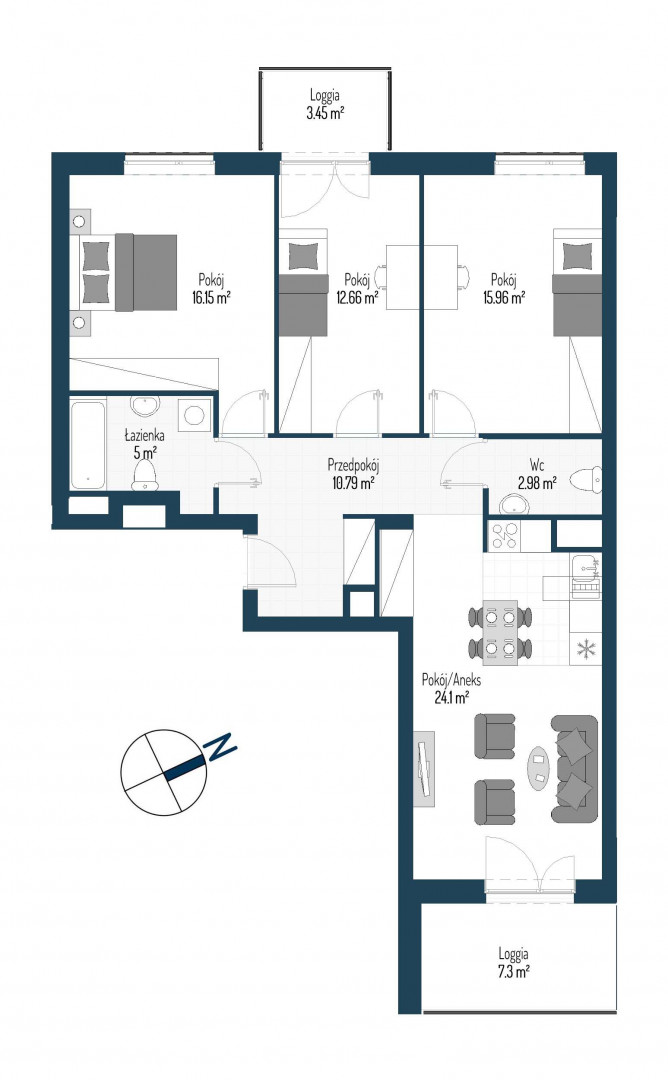 Loggia
3.45 m²
Pokój
16.15 m²
Pokój
12.66 m²
Pokój
15.96 m²
Łazienka
5 m²
Przedpokój
10.79 m²
Wc
2.98 m²
Pokój/Aneks
24.1 m²
N
Loggia
7.3 m²